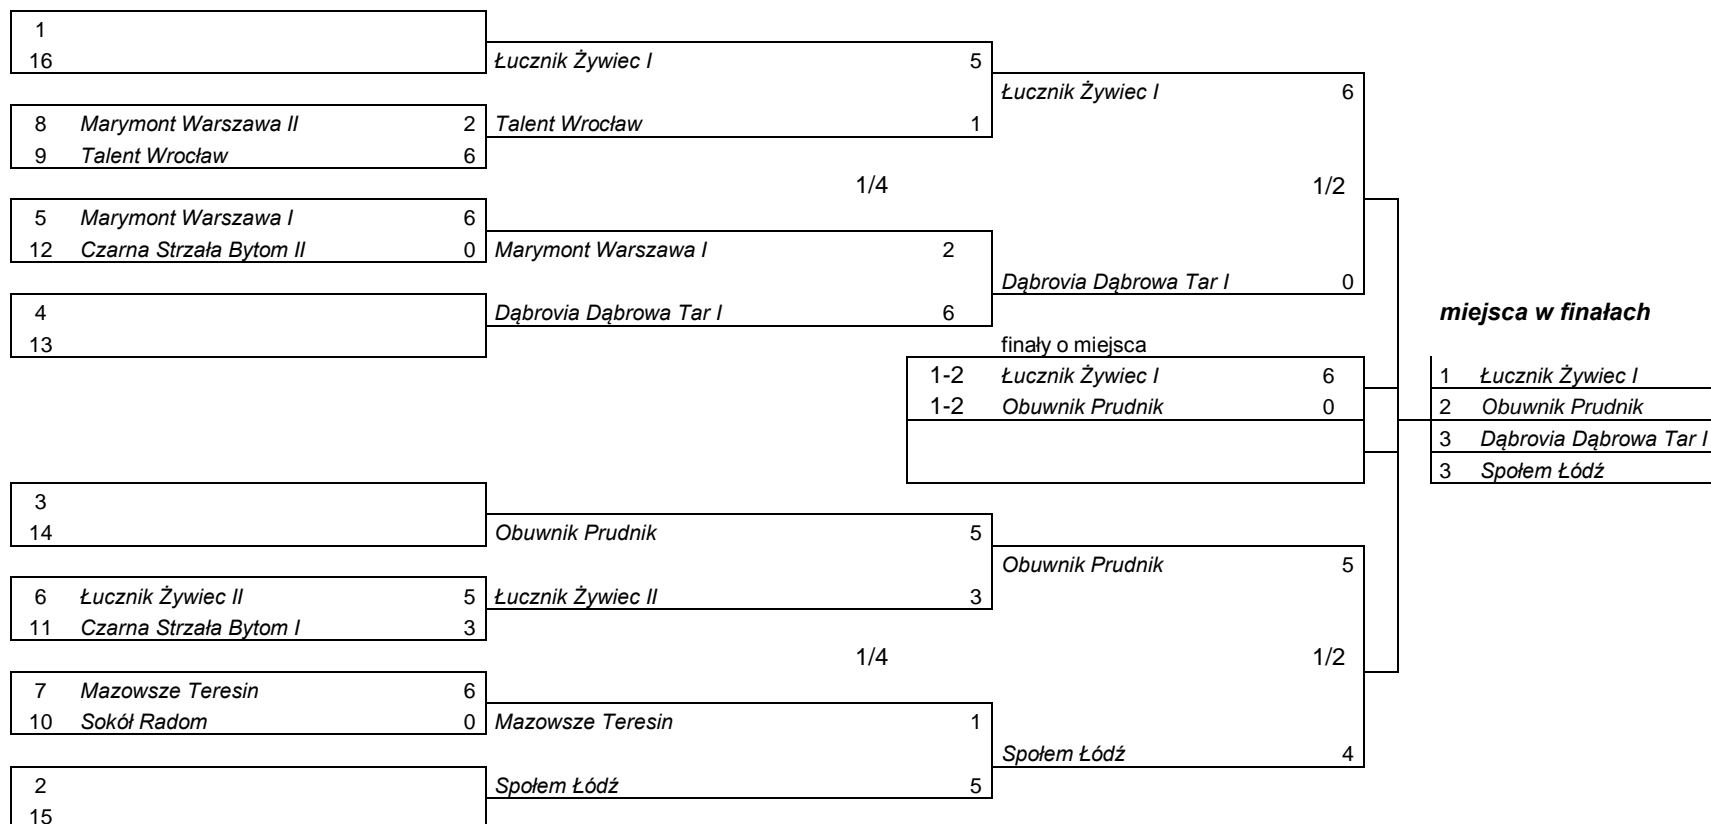 1
16 Łucznik Żywiec I 5
Łucznik Żywiec I 6
8 Marymont Warszawa II 2 Talent Wrocław 1
9 Talent Wrocław 6
1/4 1/2
5 Marymont Warszawa I 6
12 Czarna Strzała Bytom II 0 Marymont Warszawa I 2
Dąbrovia Dąbrowa Tar I 0
4 Dąbrovia Dąbrowa Tar I 6 miejsca w finałach
13 finały o miejsca
1-2 Łucznik Żywiec I 6 1 Łucznik Żywiec I
1-2 Obuwnik Prudnik 0 2 Obuwnik Prudnik
3 Dąbrovia Dąbrowa Tar I
3 Społem Łódź
3
14 Obuwnik Prudnik 5
Obuwnik Prudnik 5
6 Łucznik Żywiec II 5 Łucznik Żywiec II 3
11 Czarna Strzała Bytom I 3
1/4 1/2
7 Mazowsze Teresin 6
10 Sokół Radom 0 Mazowsze Teresin 1
Społem Łódź 4
2 Społem Łódź 5
15